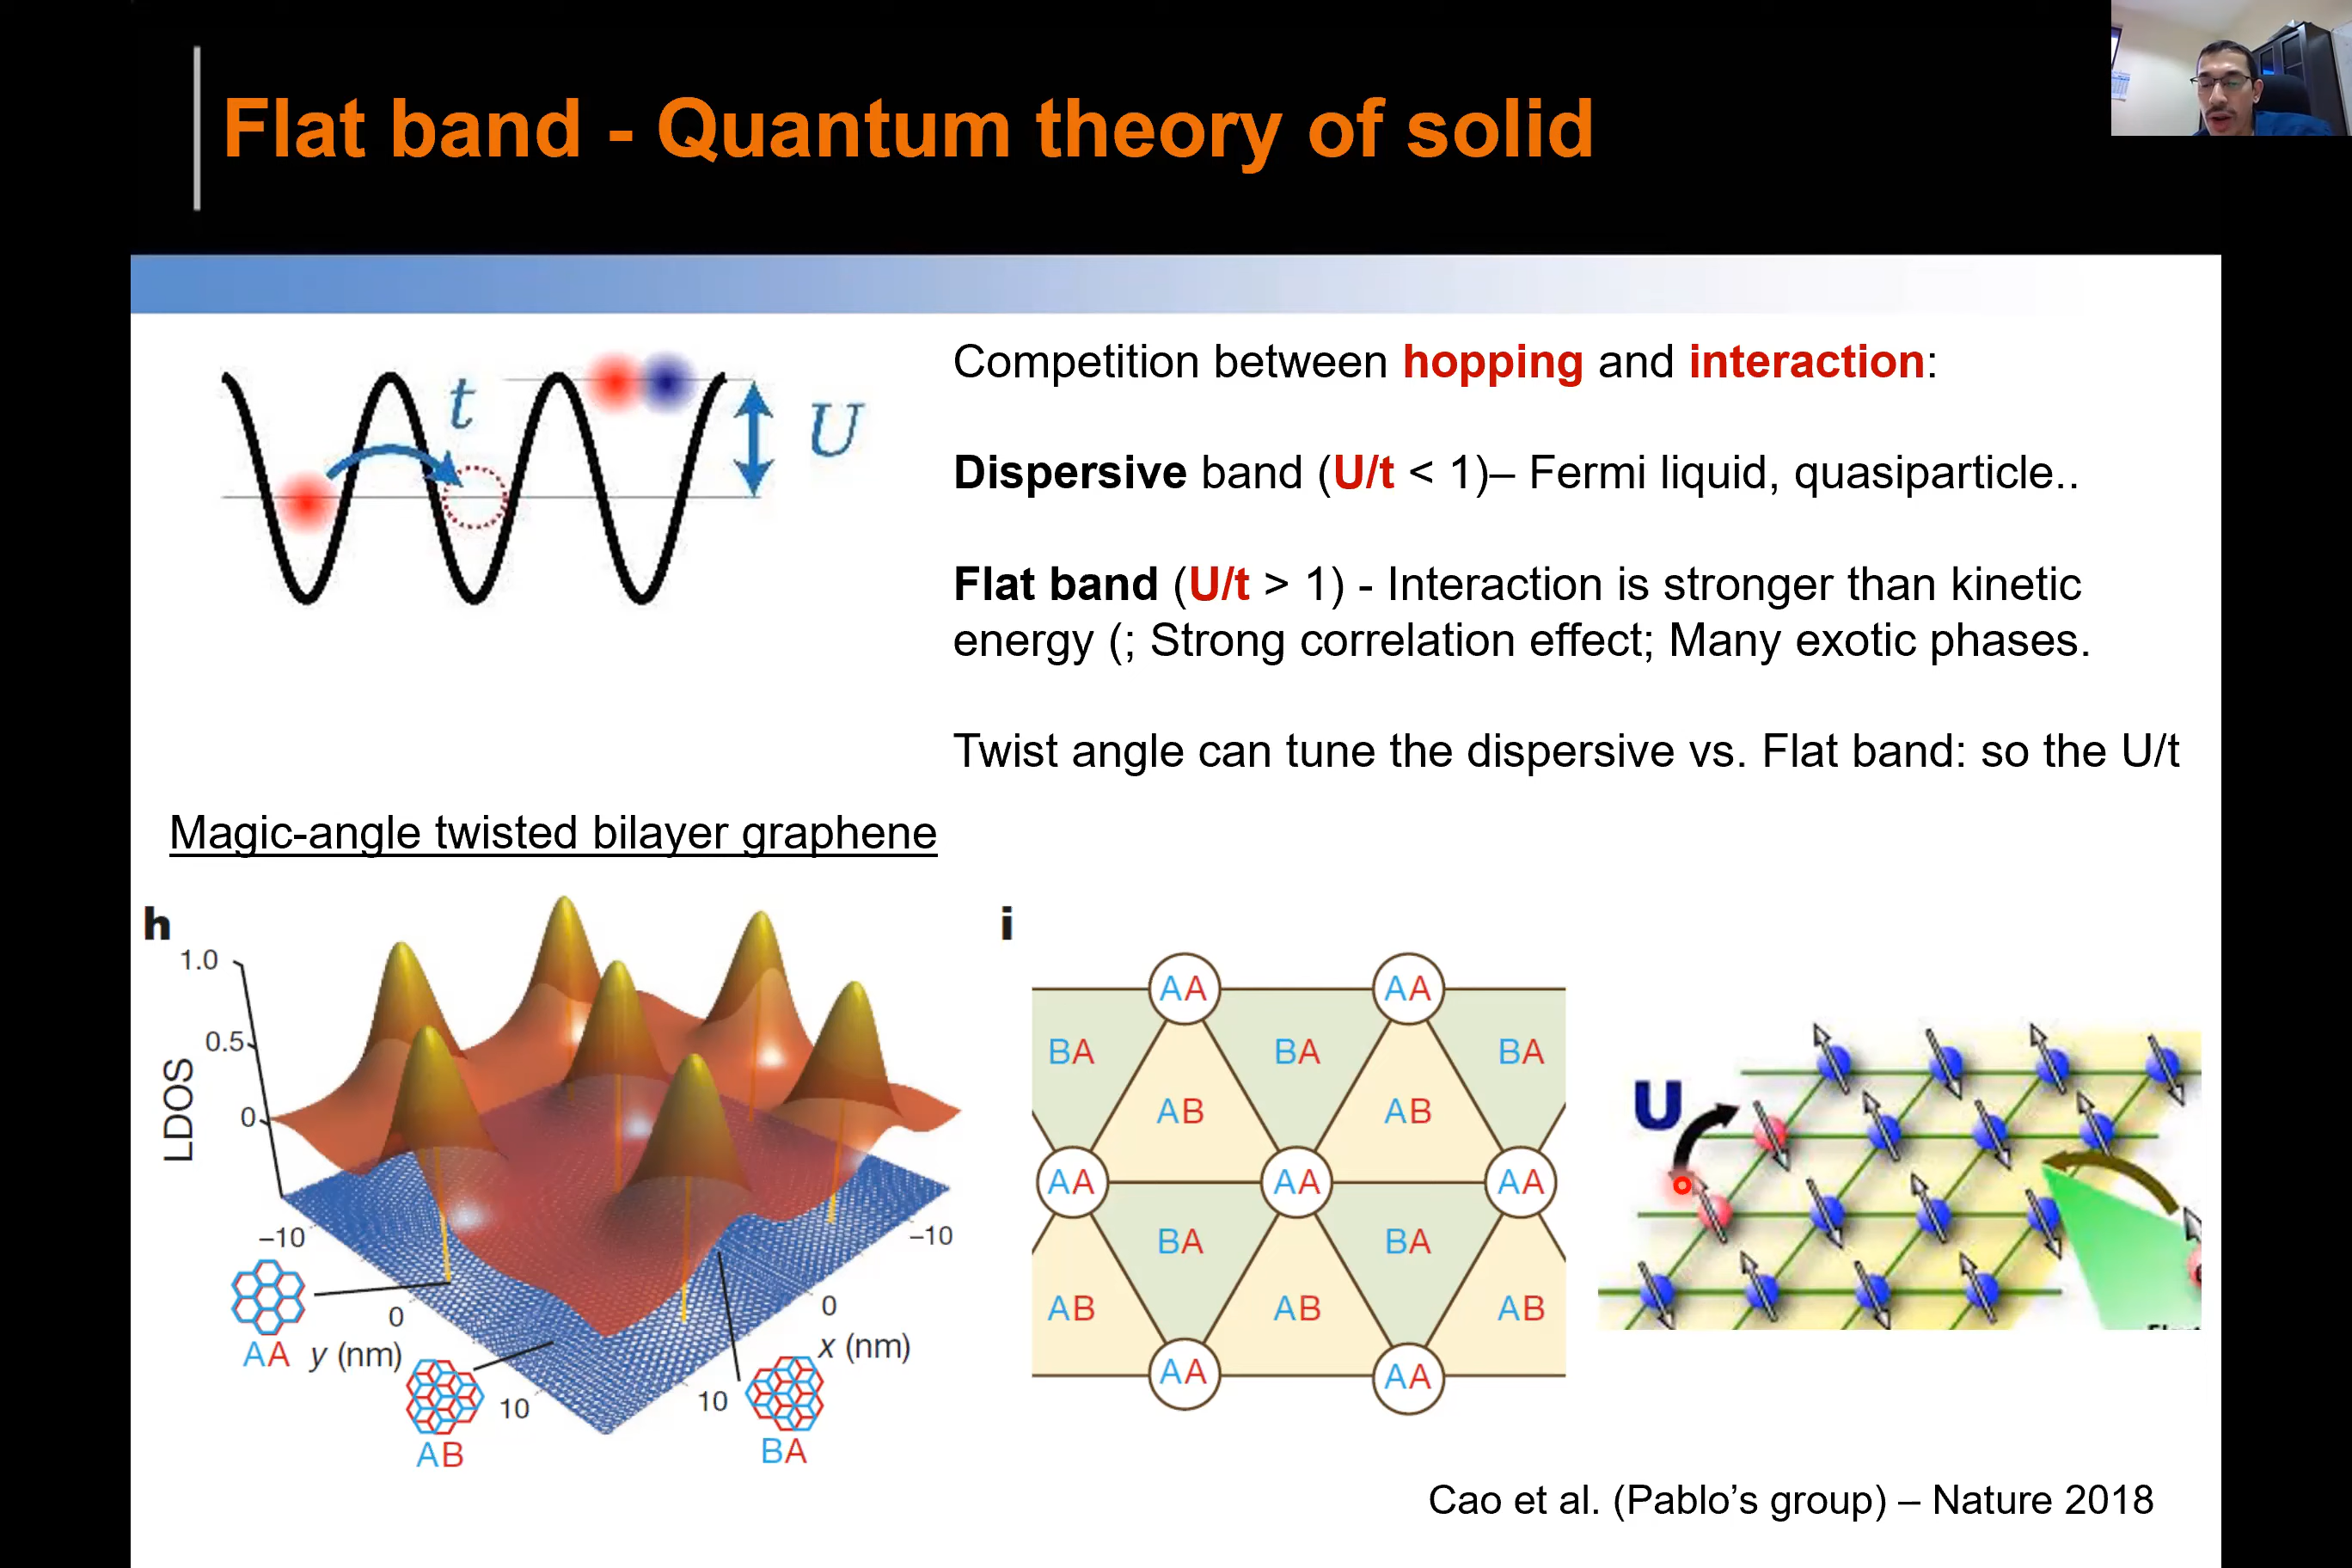 Flat band - Quantum theory of solid
t
U
Competition between hopping and interaction:
Dispersive band (U/t < 1)– Fermi liquid, quasiparticle..
Flat band (U/t > 1) - Interaction is stronger than kinetic
energy (; Strong correlation effect; Many exotic phases.
Twist angle can tune the dispersive vs. Flat band: so the U/t
Magic-angle twisted bilayer graphene
h
1.0
0.5
0
LDOS
−10
0
10
y (nm)
−10
0
10
x (nm)
AA
AB
BA
i
AA AA
BA BA BA
AB AB
AA AA AA
BA BA
AB AB AB
AA AA
U
Cao et al. (Pablo’s group) – Nature 2018